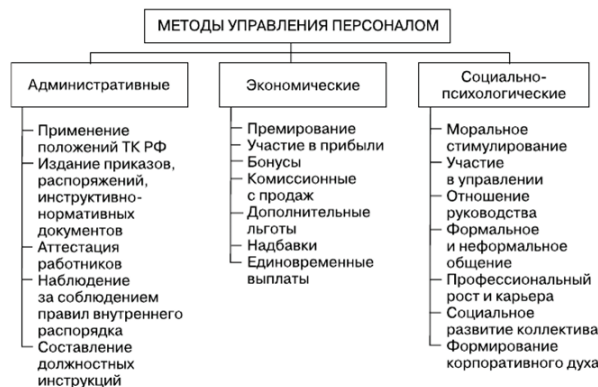 МЕТОДЫ УПРАВЛЕНИЯ ПЕРСОНАЛОМ
Административные
Применение
положений ТК РФ
Издание приказов,
распоряжений,
инструктивно-
нормативных
документов
Аттестация
работников
Наблюдение
за соблюдением
правил внутреннего
распорядка
Составление
должностных
инструкций
Экономические
Премирование
Участие в прибыли
Бонусы
Комиссионные
с продаж
Дополнительные
льготы
Надбавки
Единовременные
выплаты
Социально-
психологические
Моральное
стимулирование
Участие
в управлении
Отношение
руководства
Формальное
и неформальное
общение
Профессиональный
рост и карьера
Социальное
развитие коллектива
Формирование
корпоративного духа